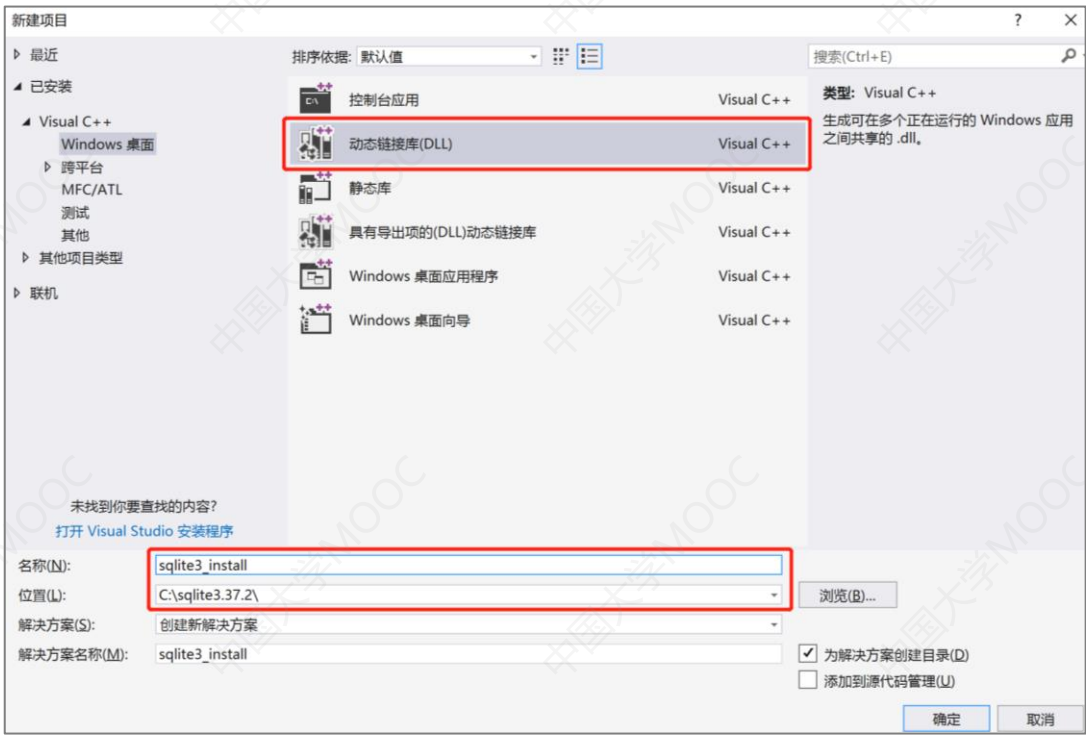 新建项目
? ×
最近
排序依据: 默认值
搜索(Ctrl+E)
已安装
Visual C++
Windows 桌面
跨平台
MFC/ATL
测试
其他
其他项目类型
联机
控制台应用 Visual C++
动态链接库(DLL) Visual C++
静态库 Visual C++
具有导出项的(DLL)动态链接库 Visual C++
Windows 桌面应用程序 Visual C++
Windows 桌面向导 Visual C++
类型: Visual C++
生成可在多个正在运行的 Windows 应用
之间共享的 .dll。
未找到你要查找的内容?
打开 Visual Studio 安装程序
名称(N): sqlite3_install
位置(L): C:\sqlite3.37.2\ 浏览(B)...
解决方案(S): 创建新解决方案
解决方案名称(M): sqlite3_install
为解决方案创建目录(D)
添加到源代码管理(U)
确定 取消
中国大学MOOC